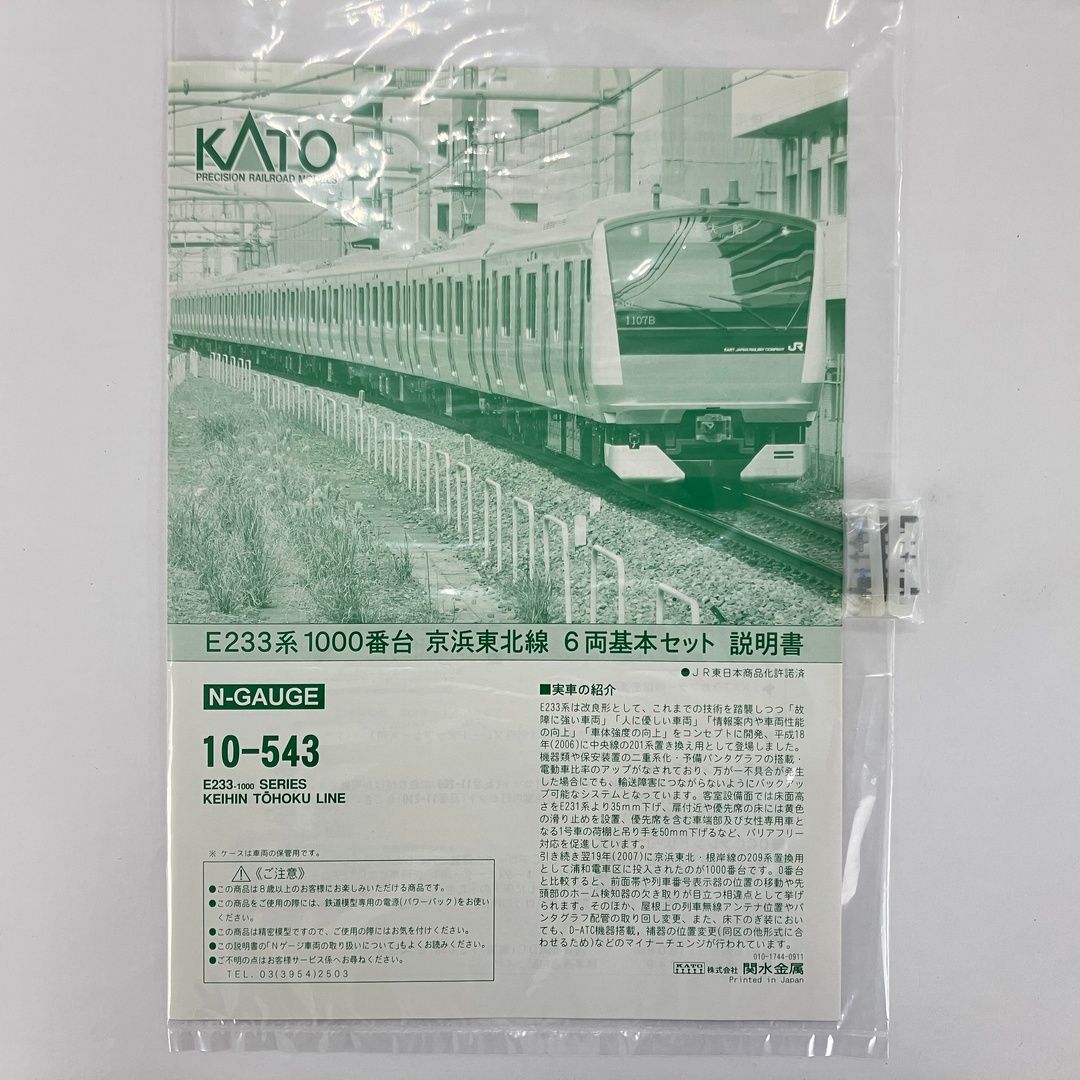 KATO
PRECISION RAILROAD MODELS
大船
1107B
EAST JAPAN RAILWAY COMPANY JR
E233系1000番台 京浜東北線 6両基本セット 説明書
●JR東日本商品化許諾済
N-GAUGE
10-543
E233-1000 SERIES
KEIHIN TŌHOKU LINE
※ ケースは車両の保管用です。
⚠《ご注意》
●この商品は8歳以上のお客様にお楽しみいただける商品です。
●この商品をご使用の際には、鉄道模型専用の電源(パワーパック)をお使い
ください。
●この商品は精密模型ですので、ご使用の際にはお気を付けください。
●この説明書の「Nゲージ車両の取り扱いについて」もよくお読みください。
●ご不明の点はお客様サービス係へお尋ねください。
TEL. 03(3954)2503
■実車の紹介
E233系は改良形として、これまでの技術を踏襲しつつ「故
障に強い車両」「人に優しい車両」「情報案内や車両性能
の向上」「車体強度の向上」をコンセプトに開発、平成18
年(2006)に中央線の201系置き換え用として登場しました。
機器類や保安装置の二重系化・予備パンタグラフの搭載・
電動車比率のアップがなされており、万が一不具合が発生
した場合にでも、輸送障害につながらないようにバックアッ
プ可能なシステムとなっています。客室設備面では床面高
さをE231系より35mm下げ、扉付近や優先席の床には黄色
の滑り止めを設置、優先席を含む車端部及び女性専用車と
なる1号車の荷棚と吊り手を50mm下げるなど、バリアフリー
対応を促進しています。
引き続き翌19年(2007)に京浜東北・根岸線の209系置換用
として浦和電車区に投入されたのが1000番台です。0番台
と比較すると、前面帯や列車番号表示器の位置の移動や先
頭部のホーム検知器の欠き取りが目立つ相違点として挙げ
られます。そのほか、屋根上の列車無線アンテナ位置やパ
ンタグラフ配管の取り回し変更、また、床下のぎ装におい
ても、D-ATC機器搭載，補器の位置変更(同区の他形式に合
わせるため)などのマイナーチェンジが行われています。
010-1744-0911
KATO 株式会社 関水金属
Printed in Japan